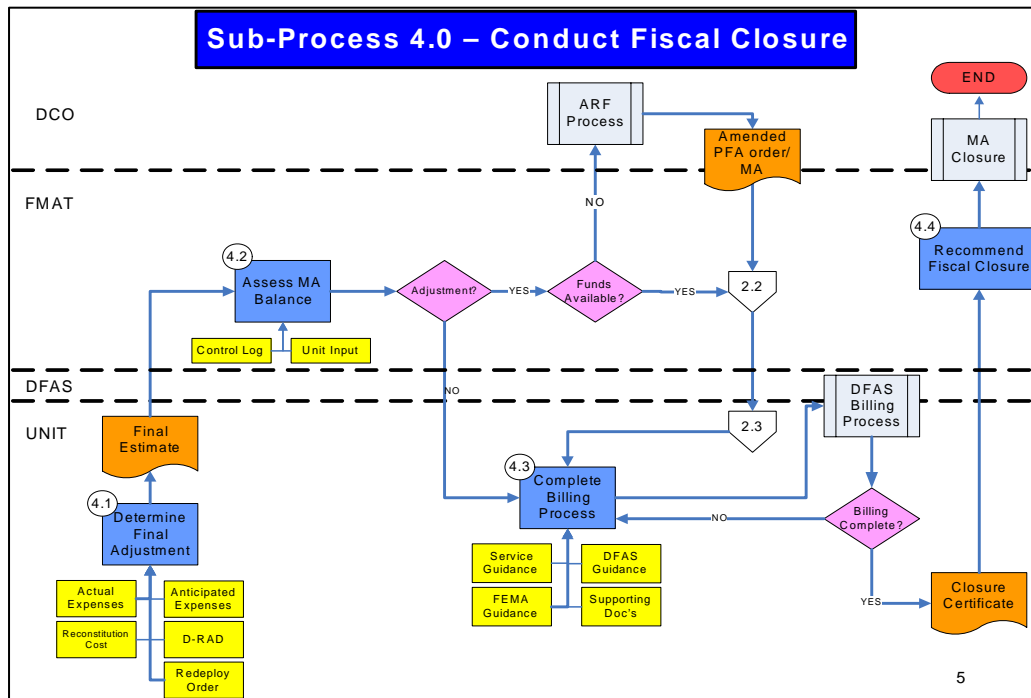 Sub-Process 4.0 – Conduct Fiscal Closure
END
DCO
ARF
Process
Amended
PFA order/
MA
MA
Closure
FMAT
NO
4.2
Assess MA
Balance
Adjustment?
YES
Funds
Available?
YES
2.2
4.4
Recommend
Fiscal Closure
Control Log
Unit Input
DFAS
NO
DFAS
Billing
Process
UNIT
Final
Estimate
2.3
4.3
Complete
Billing
Process
4.1
Determine
Final
Adjustment
NO
Billing
Complete?
Service
Guidance
DFAS
Guidance
FEMA
Guidance
Supporting
Doc's
YES
Closure
Certificate
Actual
Expenses
Anticipated
Expenses
Reconstitution
Cost
D-RAD
Redeploy
Order
5